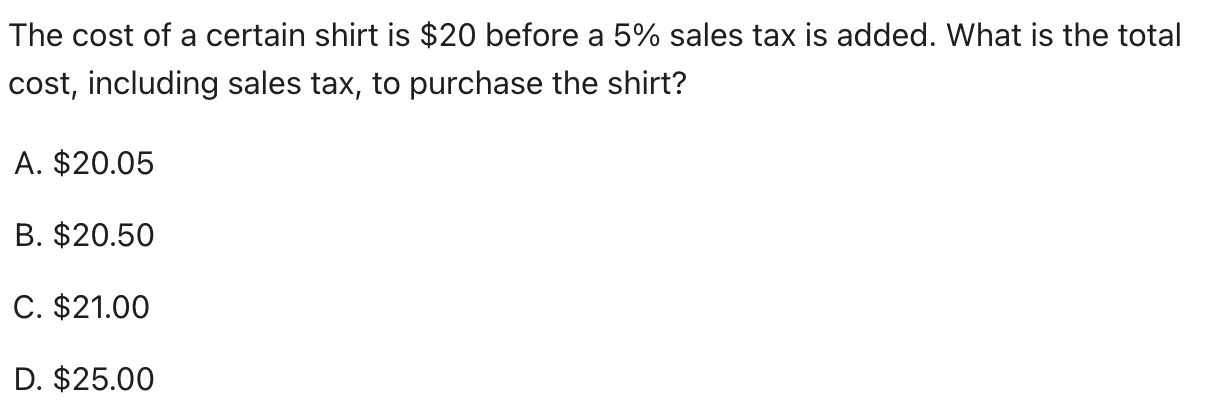 The cost of a certain shirt is $20 before a 5% sales tax is added. What is the total
cost, including sales tax, to purchase the shirt?
A. $20.05
B. $20.50
C. $21.00
D. $25.00